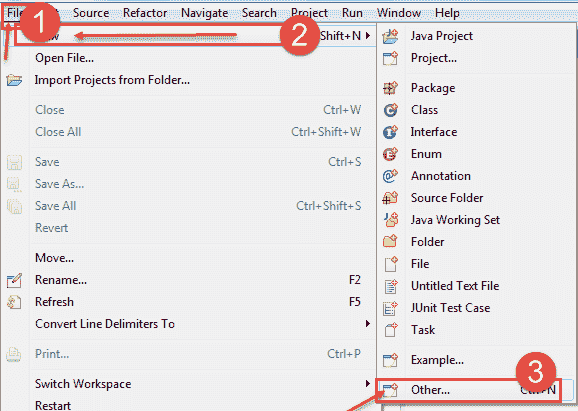 File Source Refactor Navigate Search Project Run Window Help
1
2
Shift+N
Open File...
Import Projects from Folder...
Close Ctrl+W
Close All Ctrl+Shift+W
Save Ctrl+S
Save As...
Save All Ctrl+Shift+S
Revert
Move...
Rename... F2
Refresh F5
Convert Line Delimiters To
Print... Ctrl+P
Switch Workspace
Restart
Java Project
Project...
Package
Class
Interface
Enum
Annotation
Source Folder
Java Working Set
Folder
File
Untitled Text File
JUnit Test Case
Task
Example...
3
Other... Ctrl+N